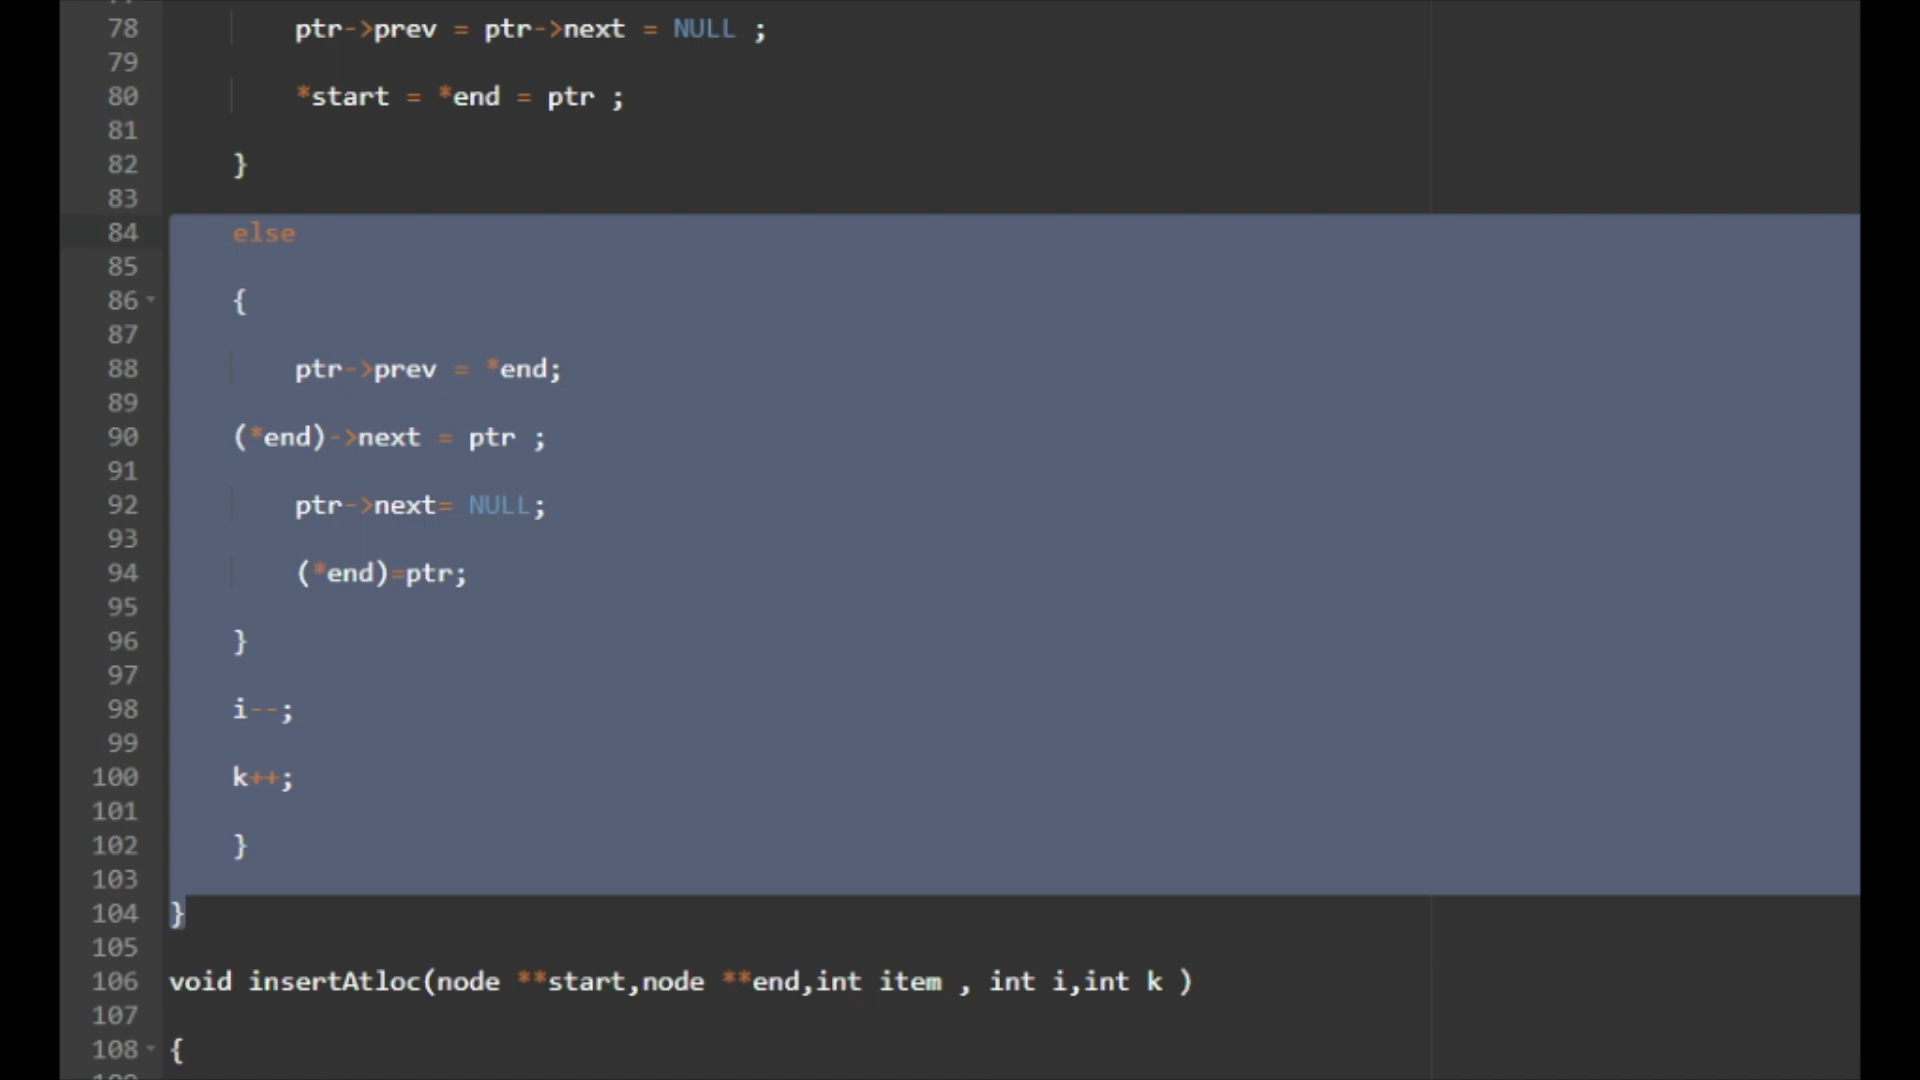 78 ptr->prev = ptr->next = NULL ;
79
80 *start = *end = ptr ;
81
82 }
83
84 else
85
86 {
87
88 ptr->prev = *end;
89
90 (*end)->next = ptr ;
91
92 ptr->next= NULL;
93
94 (*end)=ptr;
95
96 }
97
98 i--;
99
100 k++;
101
102 }
103
104 }
105
106 void insertAtloc(node **start,node **end,int item , int i,int k )
107
108 {